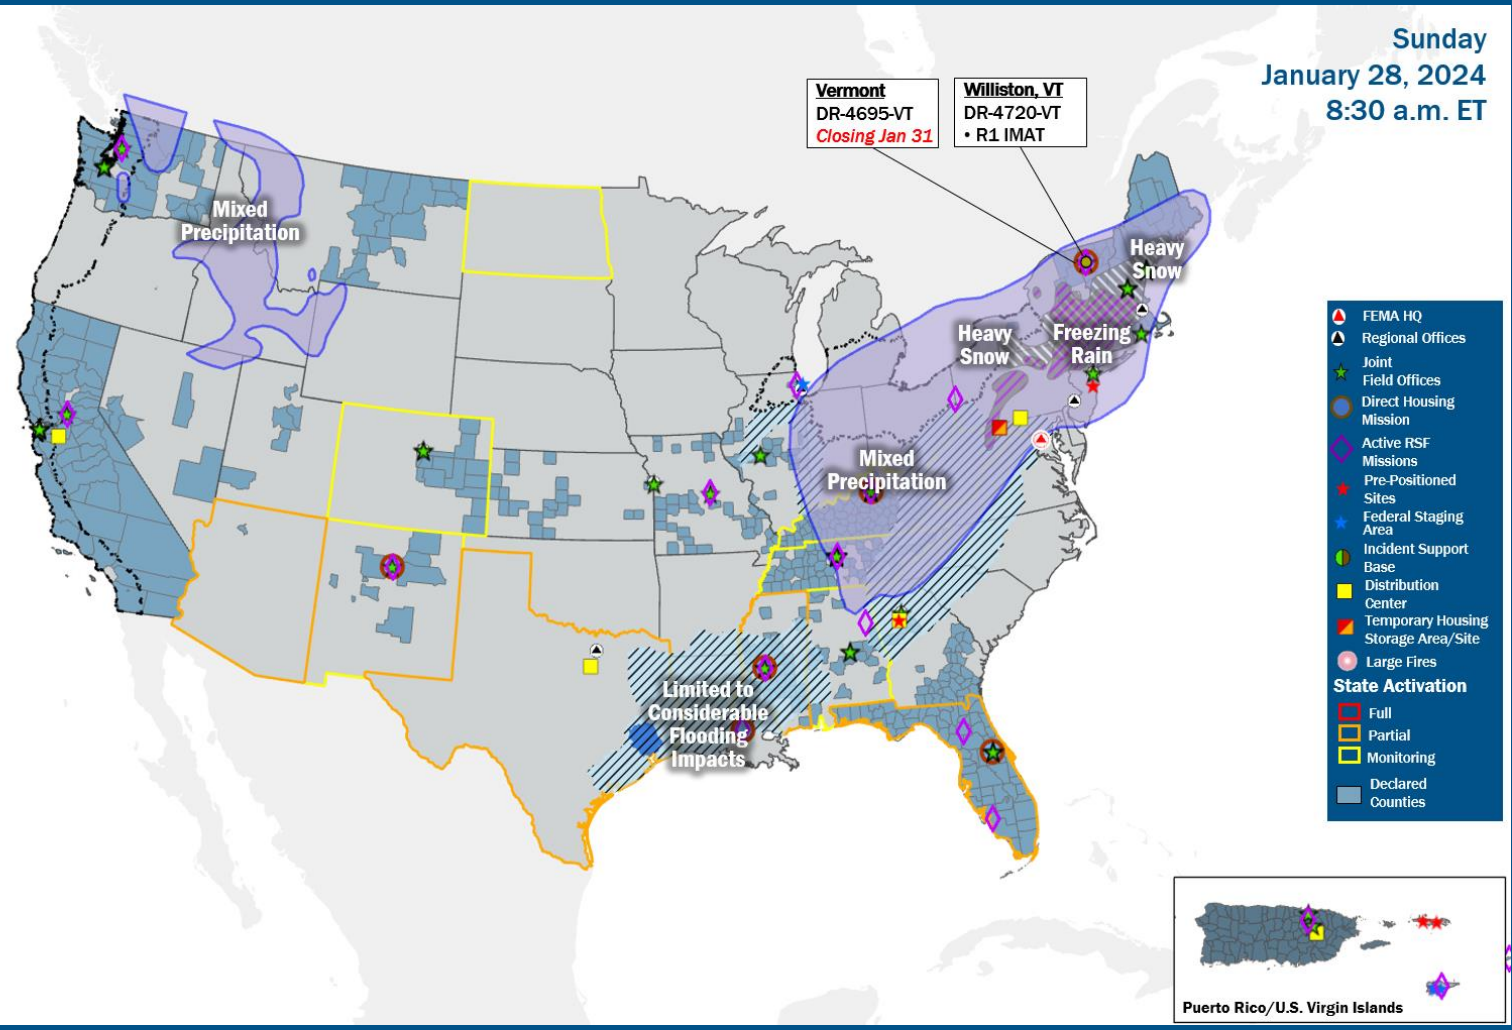 Sunday
January 28, 2024
8:30 a.m. ET
Vermont
DR-4695-VT
Closing Jan 31
Williston, VT
DR-4720-VT
• R1 IMAT
Mixed
Precipitation
Heavy
Snow
Heavy
Snow
Freezing
Rain
Mixed
Precipitation
Limited to
Considerable
Flooding
Impacts
FEMA HQ
Regional Offices
Joint
Field Offices
Direct Housing
Mission
Active RSF
Missions
Pre-Positioned
Sites
Federal Staging
Area
Incident Support
Base
Distribution
Center
Temporary Housing
Storage Area/Site
Large Fires
State Activation
Full
Partial
Monitoring
Declared
Counties
Puerto Rico/U.S. Virgin Islands